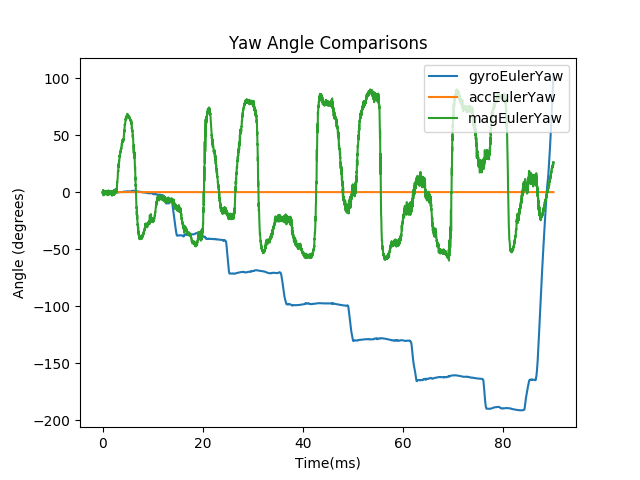 Yaw Angle Comparisons
gyroEulerYaw
accEulerYaw
magEulerYaw
Angle (degrees)
100
50
0
−50
−100
−150
−200
0 20 40 60 80
Time(ms)